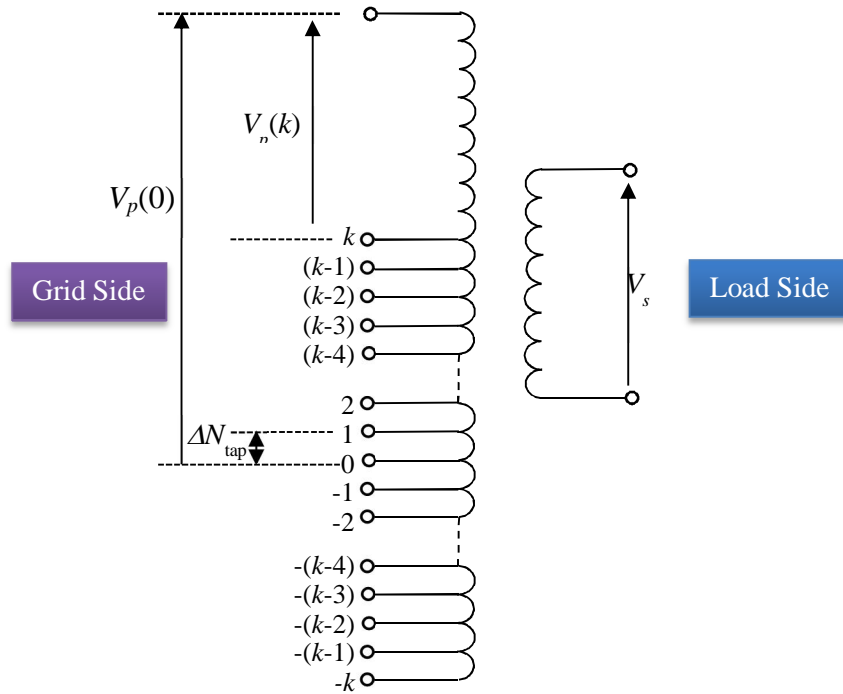 V_p(k)
V_p(0)
Grid Side
k
(k-1)
(k-2)
(k-3)
(k-4)
2
1
ΔN_tap
0
-1
-2
-(k-4)
-(k-3)
-(k-2)
-(k-1)
-k
V_s
Load Side